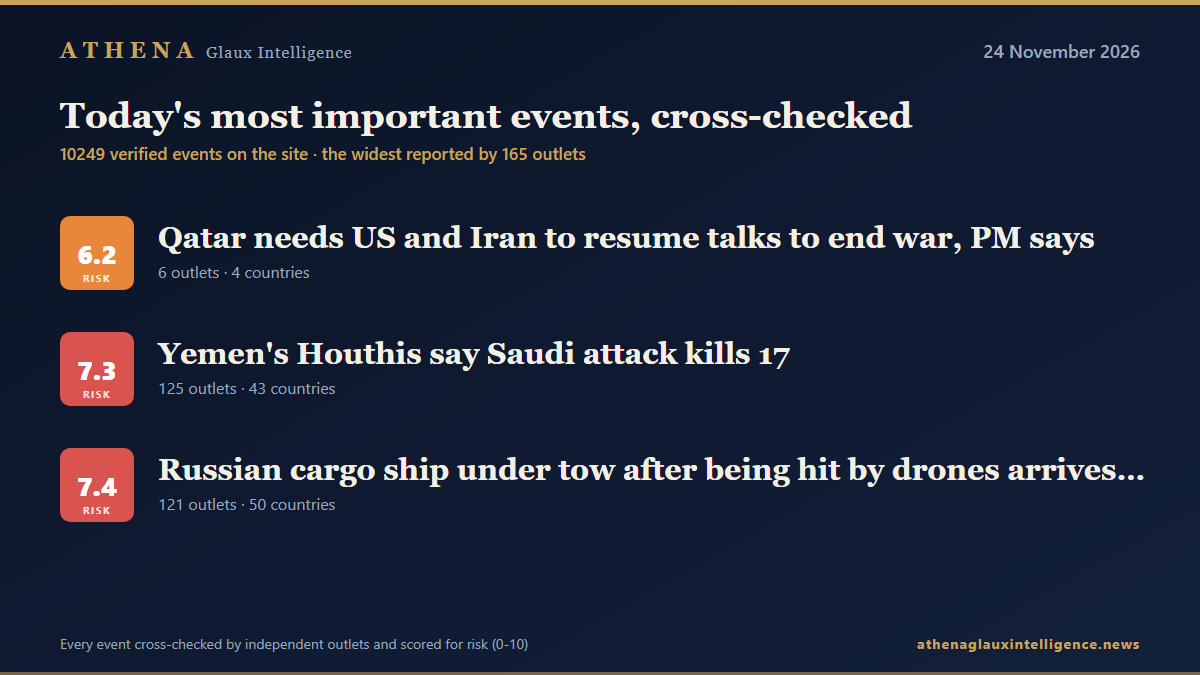 ATHENA Glaux Intelligence
24 November 2026
Today's most important events, cross-checked
10249 verified events on the site · the widest reported by 165 outlets
6.2
RISK
Qatar needs US and Iran to resume talks to end war, PM says
6 outlets · 4 countries
7.3
RISK
Yemen's Houthis say Saudi attack kills 17
125 outlets · 43 countries
7.4
RISK
Russian cargo ship under tow after being hit by drones arrives...
121 outlets · 50 countries
Every event cross-checked by independent outlets and scored for risk (0-10)
athenaglauxintelligence.news